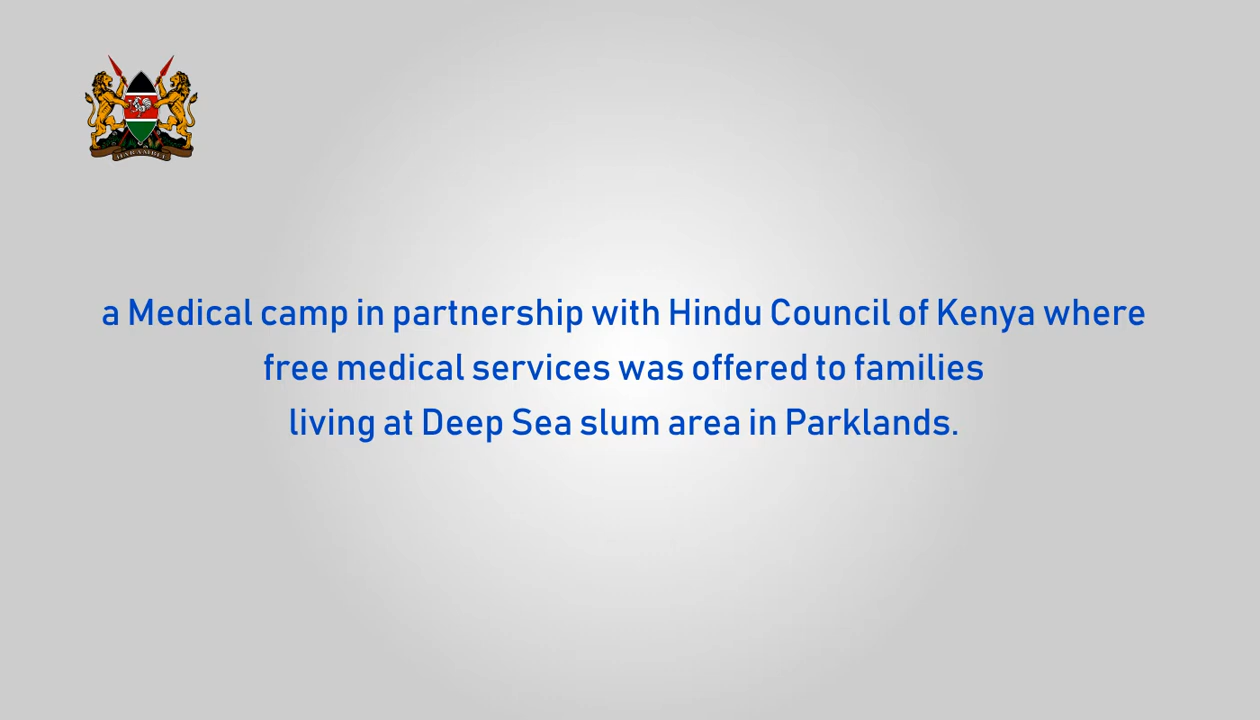 HARAMBEE
a Medical camp in partnership with Hindu Council of Kenya where
free medical services was offered to families
living at Deep Sea slum area in Parklands.